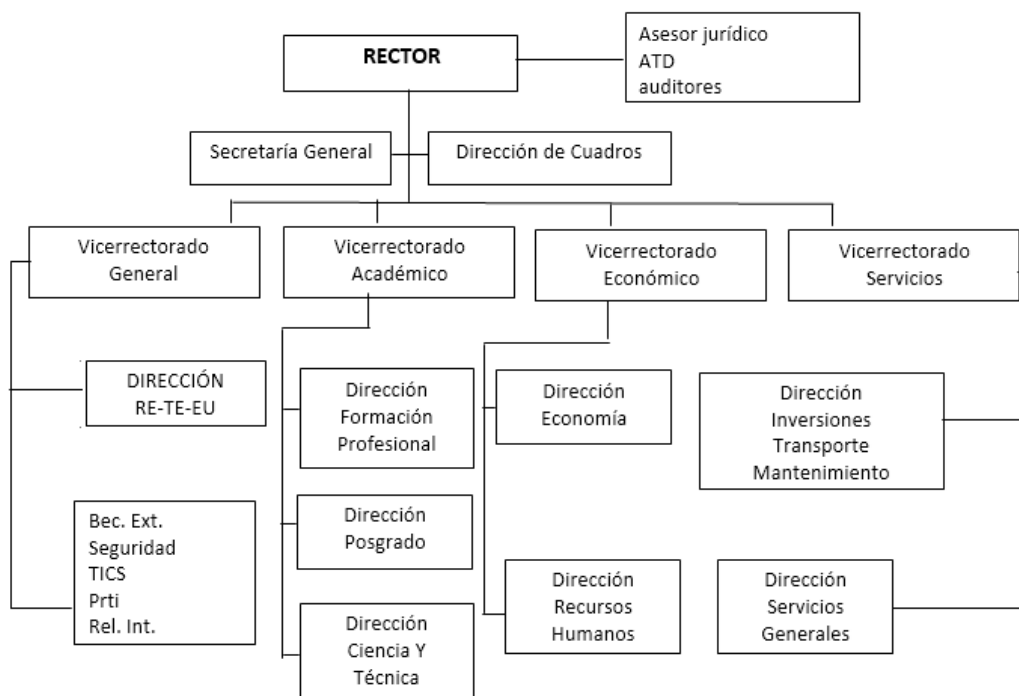 RECTOR
Asesor jurídico
ATD
auditores
Secretaría General
Dirección de Cuadros
Vicerrectorado
General
Vicerrectorado
Académico
Vicerrectorado
Económico
Vicerrectorado
Servicios
DIRECCIÓN
RE-TE-EU
Dirección
Formación
Profesional
Dirección
Economía
Dirección
Inversiones
Transporte
Mantenimiento
Bec. Ext.
Seguridad
TICS
Prti
Rel. Int.
Dirección
Posgrado
Dirección
Recursos
Humanos
Dirección
Servicios
Generales
Dirección
Ciencia Y
Técnica